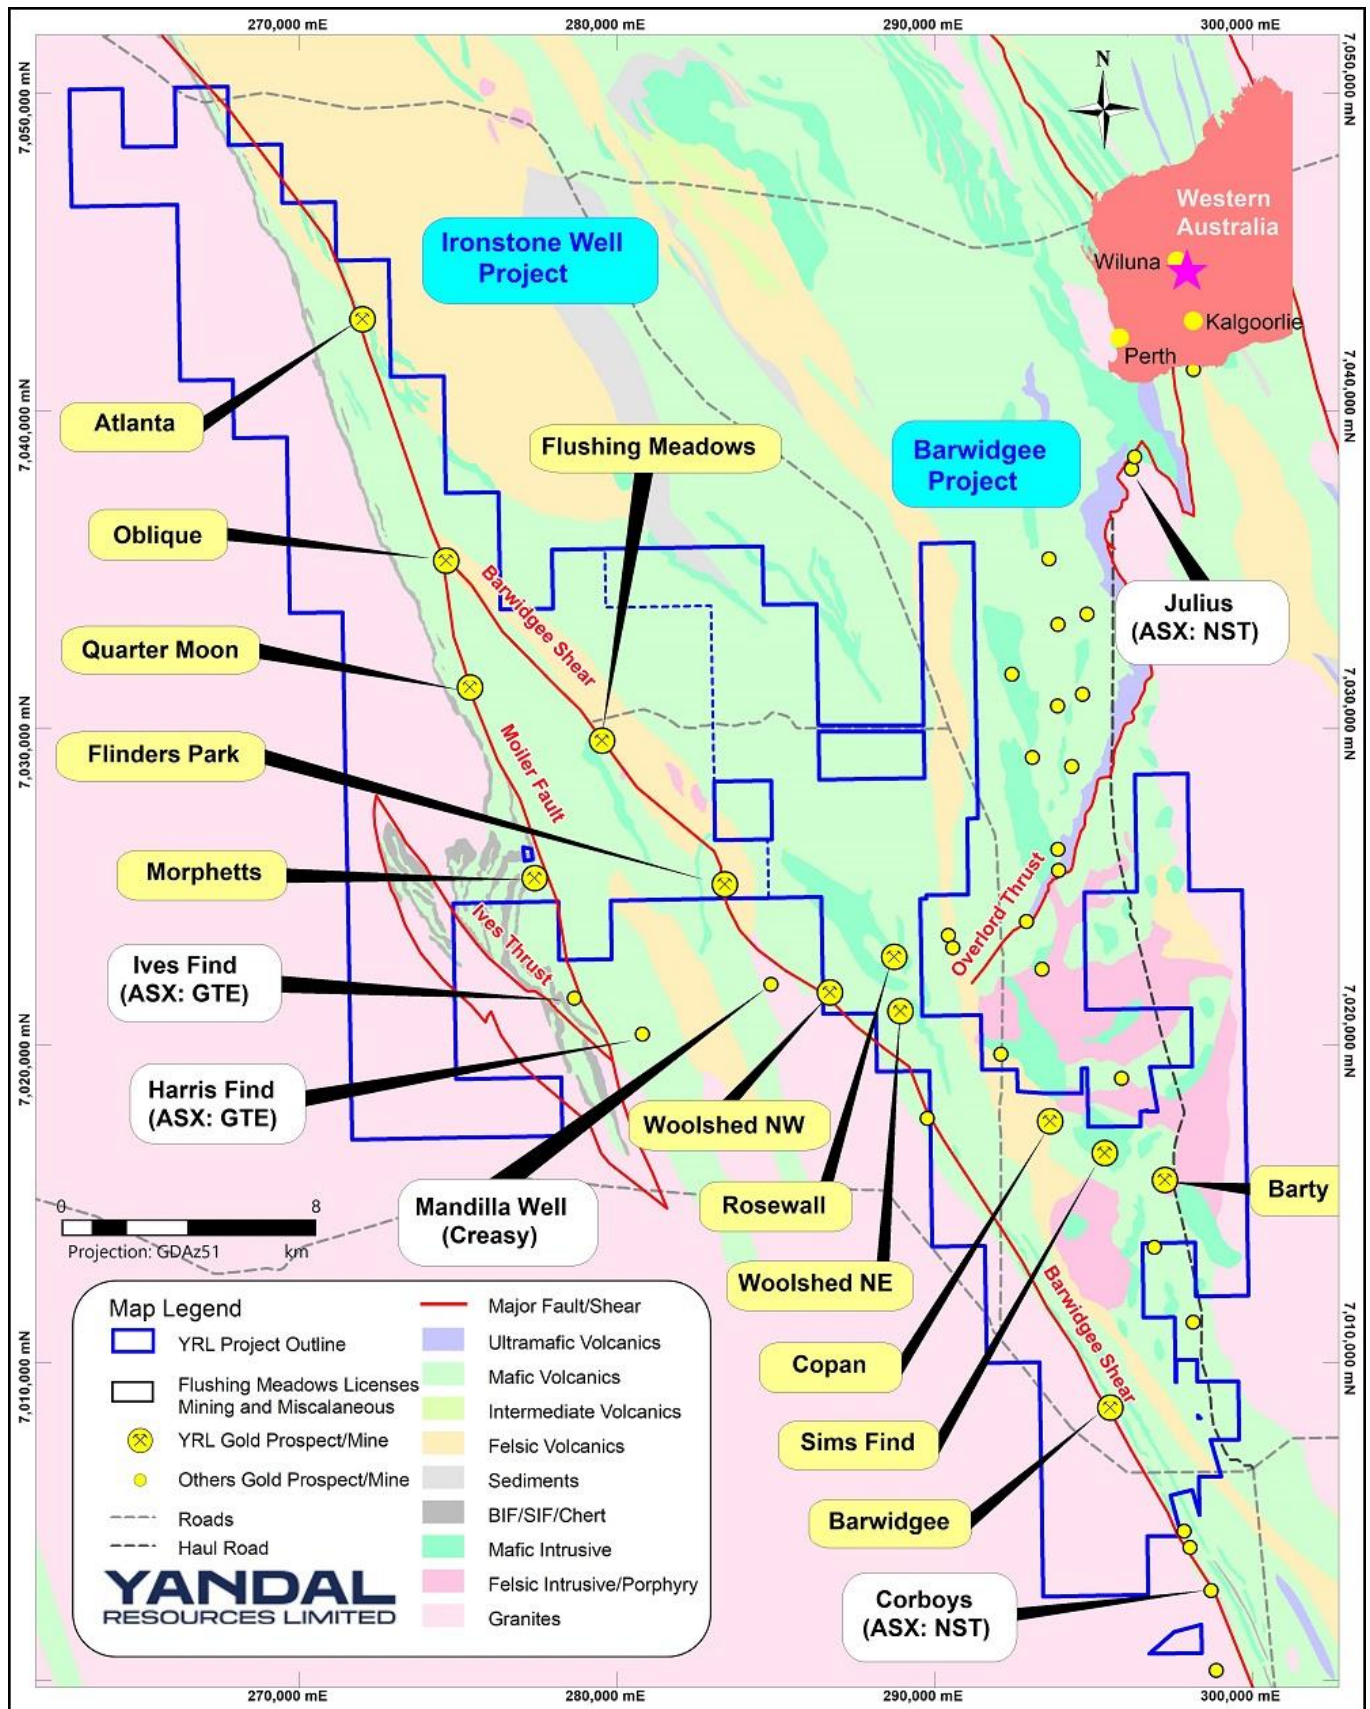 270,000 mE
280,000 mE
290,000 mE
300,000 mE
7,050,000 mN
7,050,000 mN
N
Western
Australia
Wiluna
Kalgoorlie
Perth
Ironstone Well
Project
7,040,000 mN
7,040,000 mN
Atlanta
Flushing Meadows
Barwidgee
Project
Oblique
Barwidgee Shear
Julius
(ASX: NST)
Quarter Moon
7,030,000 mN
7,030,000 mN
Flinders Park
Moiler Fault
Morphetts
Ives Thrust
Overlord Thrust
Ives Find
(ASX: GTE)
7,020,000 mN
7,020,000 mN
Harris Find
(ASX: GTE)
Woolshed NW
Mandilla Well
(Creasy)
Rosewall
Barty
0
8
Projection: GDAz51
km
Woolshed NE
Barwidgee Shear
Copan
7,010,000 mN
7,010,000 mN
Sims Find
Barwidgee
Corboys
(ASX: NST)
Map Legend
YRL Project Outline
Flushing Meadows Licenses
Mining and Miscalaneous
YRL Gold Prospect/Mine
Others Gold Prospect/Mine
Roads
Haul Road
Major Fault/Shear
Ultramafic Volcanics
Mafic Volcanics
Intermediate Volcanics
Felsic Volcanics
Sediments
BIF/SIF/Chert
Mafic Intrusive
Felsic Intrusive/Porphyry
Granites
YANDAL
RESOURCES LIMITED
270,000 mE
280,000 mE
290,000 mE
300,000 mE